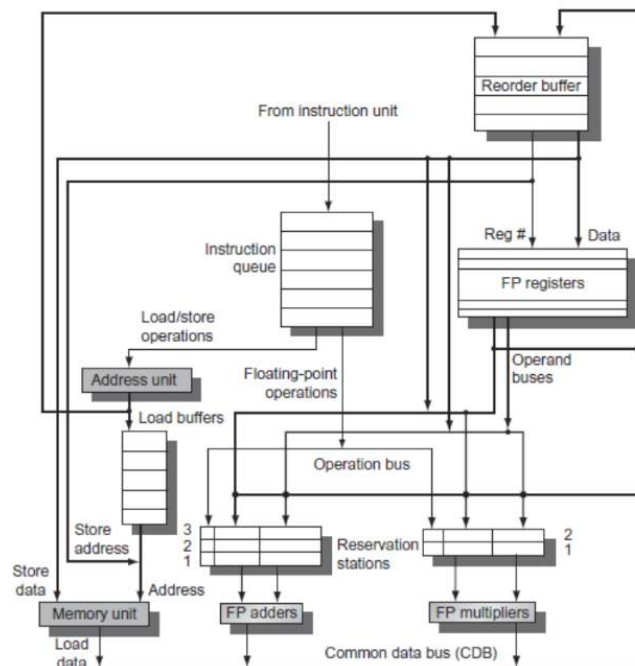 Reorder buffer
From instruction unit
Reg #
Data
Instruction
queue
FP registers
Load/store
operations
Operand
buses
Address unit
Floating-point
operations
Load buffers
Operation bus
Store
address
3
2
1
Reservation
stations
2
1
Store
data
Address
Memory unit
FP adders
FP multipliers
Load
data
Common data bus (CDB)